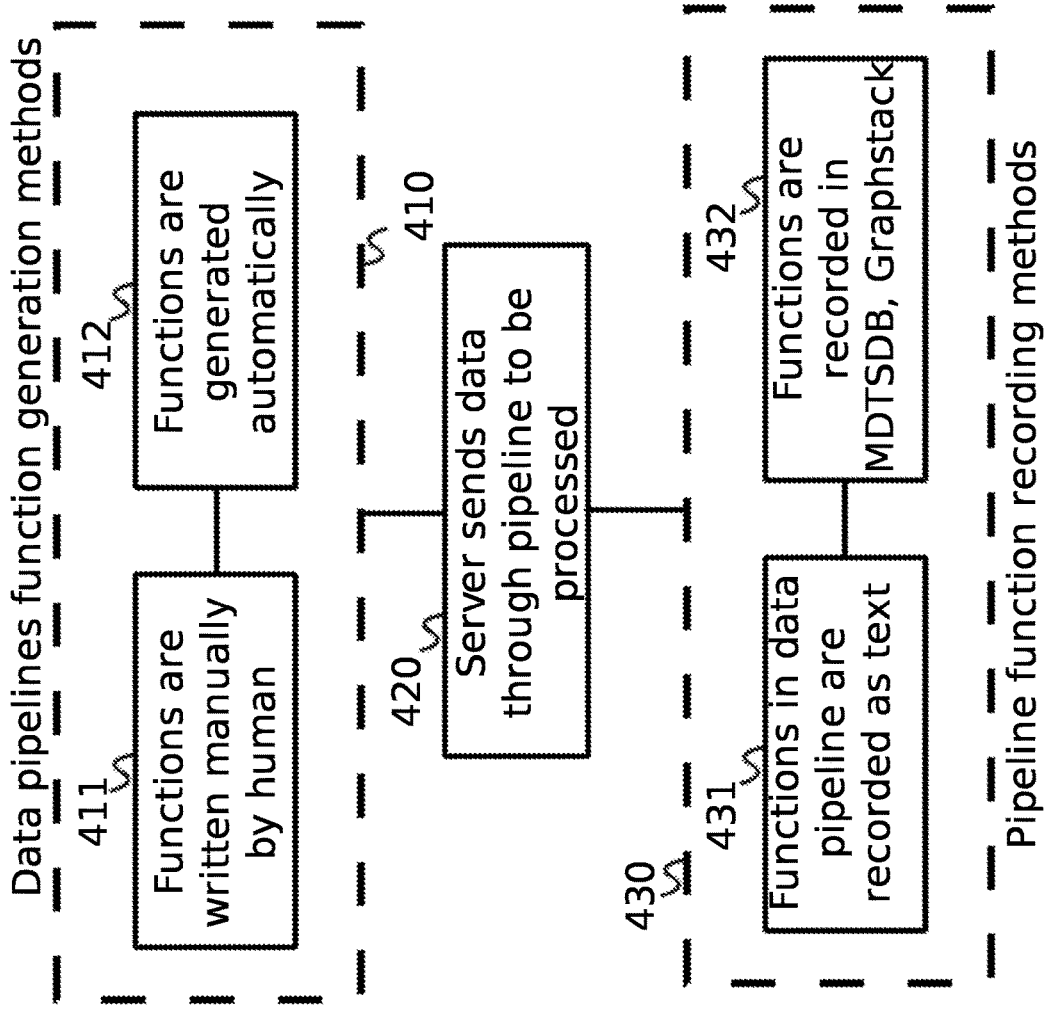 Data pipelines function generation methods
411
Functions are
written manually
by human
412
Functions are
generated
automatically
410
420
Server sends data
through pipeline to be
processed
430
431
Functions in data
pipeline are
recorded as text
432
Functions are
recorded in
MDTSDB, Graphstack
Pipeline function recording methods